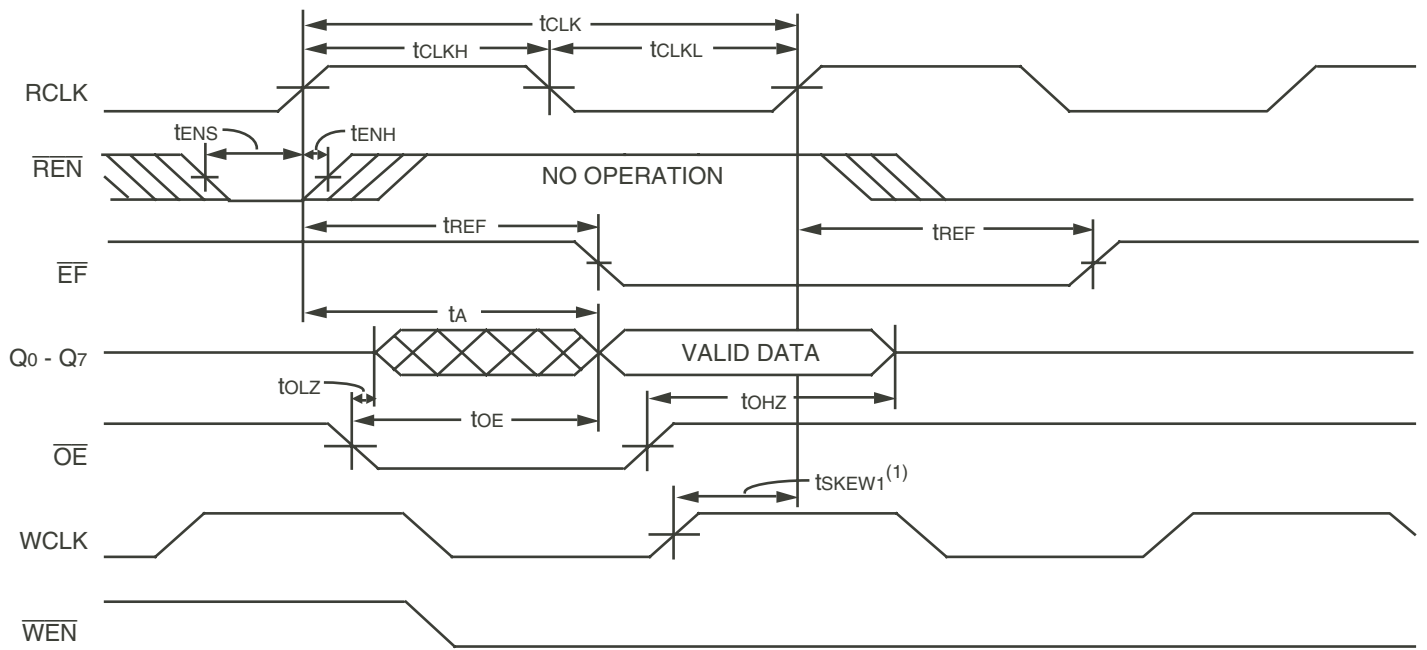 tCLK
tCLKH
tCLKL
RCLK
tENS
tENH
REN
NO OPERATION
tREF
tREF
EF
tA
Q0 - Q7
VALID DATA
tOLZ
tOE
tOHZ
OE
tSKEW1(1)
WCLK
WEN